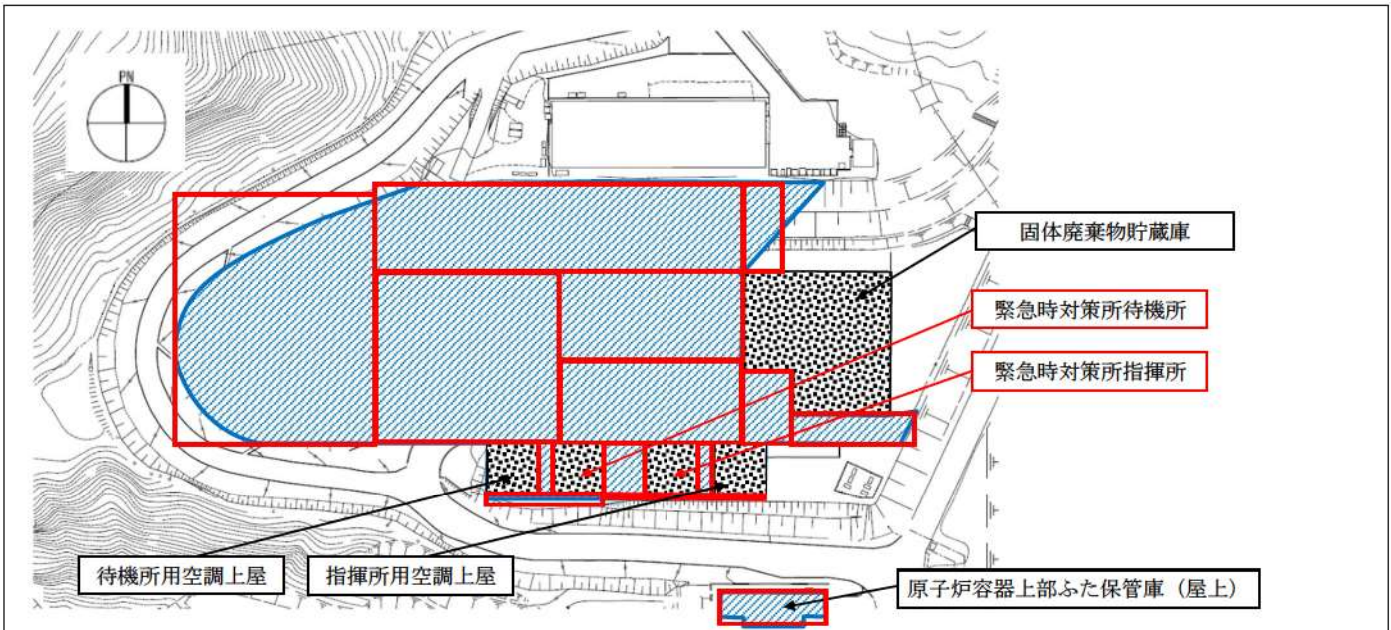 PN
固体廃棄物貯蔵庫
緊急時対策所待機所
緊急時対策所指揮所
待機所用空調上屋
指揮所用空調上屋
原子炉容器上部ふた保管庫（屋上）